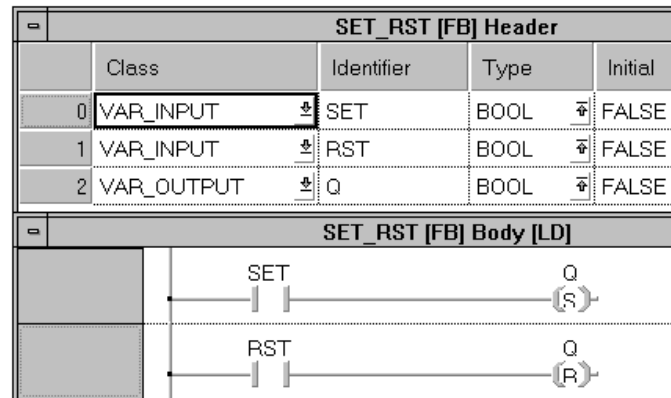 SET_RST [FB] Header
Class Identifier Type Initial
0 VAR_INPUT SET BOOL FALSE
1 VAR_INPUT RST BOOL FALSE
2 VAR_OUTPUT Q BOOL FALSE
SET_RST [FB] Body [LD]
SET Q
S
RST Q
R